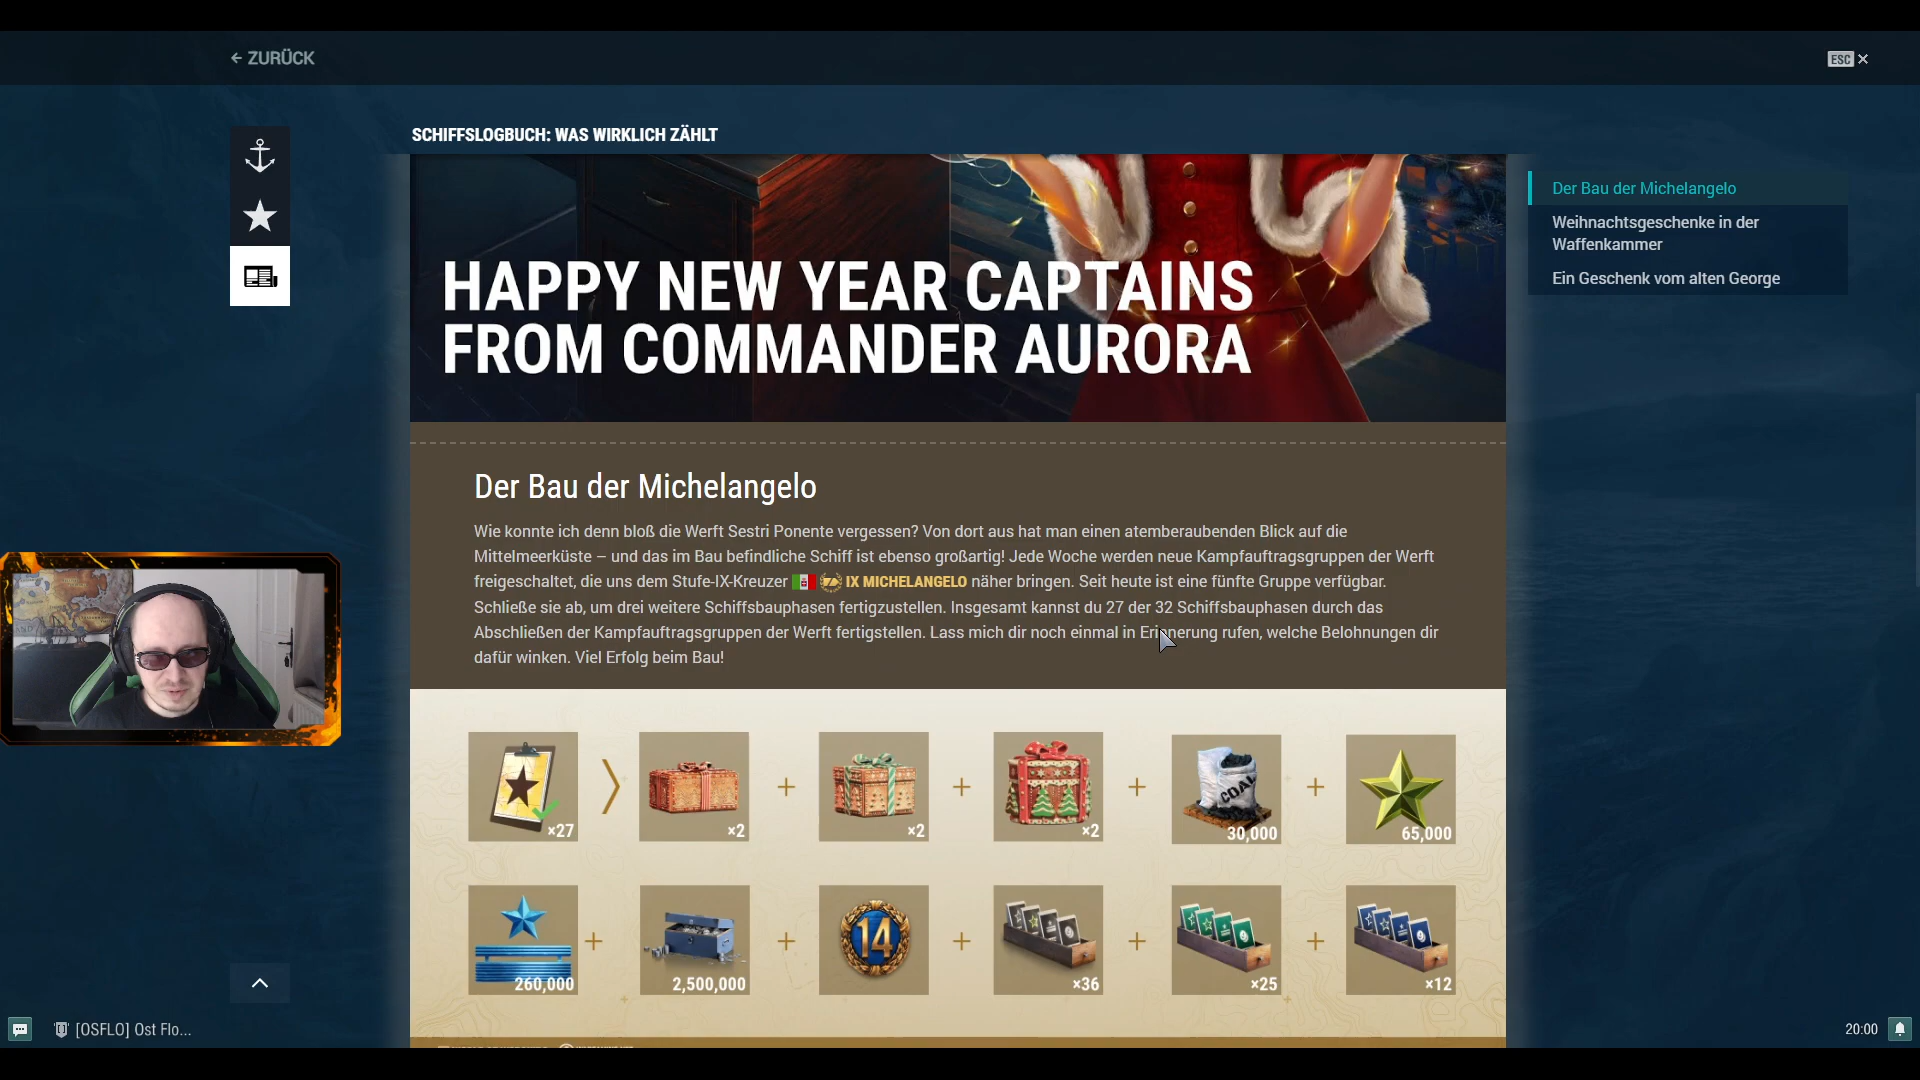 ← ZURÜCK
ESC ×
SCHIFFSLOGBUCH: WAS WIRKLICH ZÄHLT
HAPPY NEW YEAR CAPTAINS
FROM COMMANDER AURORA
Der Bau der Michelangelo
Weihnachtsgeschenke in der
Waffenkammer
Ein Geschenk vom alten George
Der Bau der Michelangelo
Wie konnte ich denn bloß die Werft Sestri Ponente vergessen? Von dort aus hat man einen atemberaubenden Blick auf die
Mittelmeerküste – und das im Bau befindliche Schiff ist ebenso großartig! Jede Woche werden neue Kampfauftragsgruppen der Werft
freigeschaltet, die uns dem Stufe-IX-Kreuzer IX MICHELANGELO näher bringen. Seit heute ist eine fünfte Gruppe verfügbar.
Schließe sie ab, um drei weitere Schiffsbauphasen fertigzustellen. Insgesamt kannst du 27 der 32 Schiffsbauphasen durch das
Abschließen der Kampfauftragsgruppen der Werft fertigstellen. Lass mich dir noch einmal in Erinnerung rufen, welche Belohnungen dir
dafür winken. Viel Erfolg beim Bau!
×27 ×2 + ×2 + ×2 + COAL 30,000 + 65,000
260,000 + 2,500,000 + 14 + ×36 + ×25 + ×12
[OSFLO] Ost Flo...
20:00